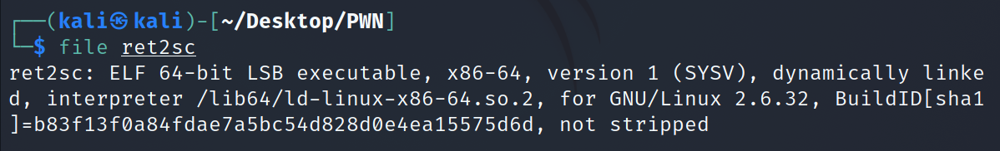 ┌──(kali㉿kali)-[~/Desktop/PWN]
└─$ file ret2sc
ret2sc: ELF 64-bit LSB executable, x86-64, version 1 (SYSV), dynamically linke
d, interpreter /lib64/ld-linux-x86-64.so.2, for GNU/Linux 2.6.32, BuildID[sha1
]=b83f13f0a84fdae7a5bc54d828d0e4ea15575d6d, not stripped